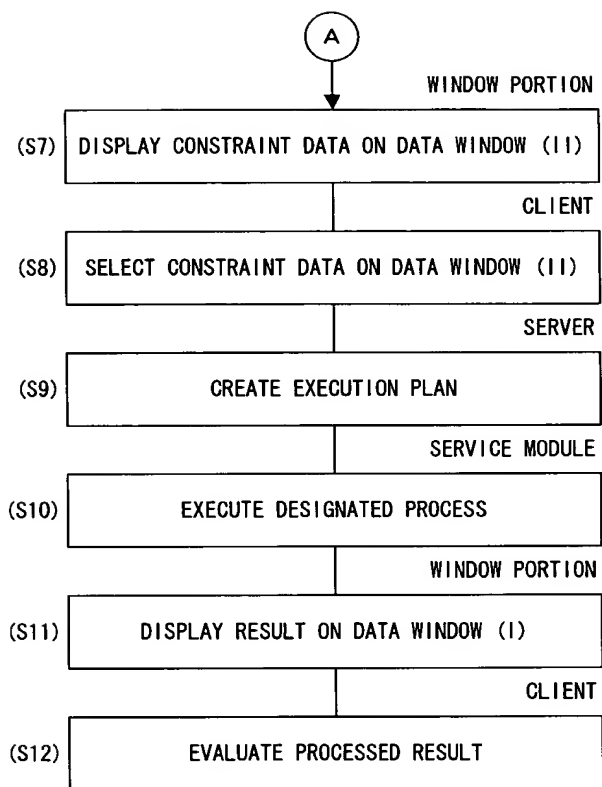 A
WINDOW PORTION
(S7) DISPLAY CONSTRAINT DATA ON DATA WINDOW (II)
CLIENT
(S8) SELECT CONSTRAINT DATA ON DATA WINDOW (II)
SERVER
(S9) CREATE EXECUTION PLAN
SERVICE MODULE
(S10) EXECUTE DESIGNATED PROCESS
WINDOW PORTION
(S11) DISPLAY RESULT ON DATA WINDOW (I)
CLIENT
(S12) EVALUATE PROCESSED RESULT